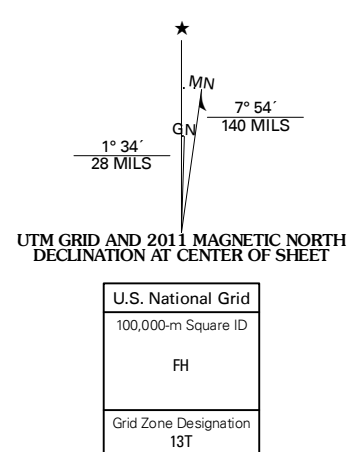 ★
MN
7° 54´
140 MILS
GN
1° 34´
28 MILS
UTM GRID AND 2011 MAGNETIC NORTH
DECLINATION AT CENTER OF SHEET
U.S. National Grid
100,000-m Square ID
FH
Grid Zone Designation
13T